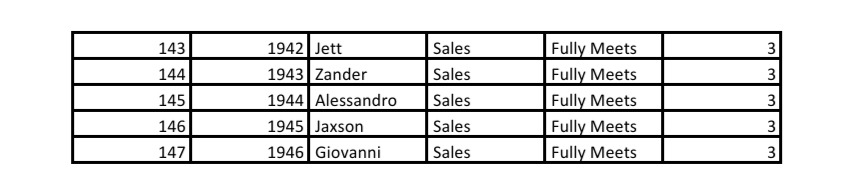 143 1942 Jett Sales Fully Meets 3
144 1943 Zander Sales Fully Meets 3
145 1944 Alessandro Sales Fully Meets 3
146 1945 Jaxson Sales Fully Meets 3
147 1946 Giovanni Sales Fully Meets 3